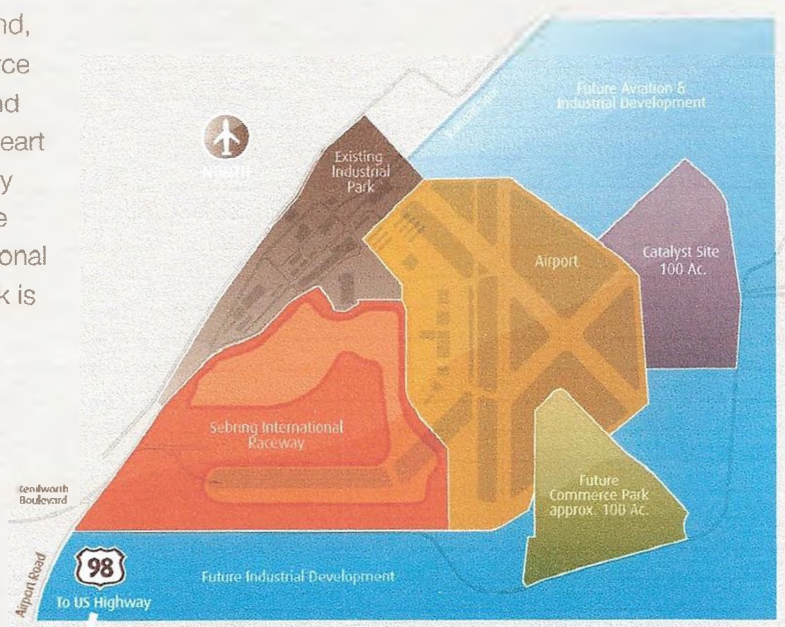 nd,
rce
nd
eart
y
e
onal
k is
Future Aviation &
Industrial Development
NORTH
Existing
Industrial
Park
Airport
Catalyst Site
100 Ac.
Sebring International
Raceway
Future
Commerce Park
approx. 100 Ac.
Kenilworth
Boulevard
Airport Road
98
To US Highway
Future Industrial Development